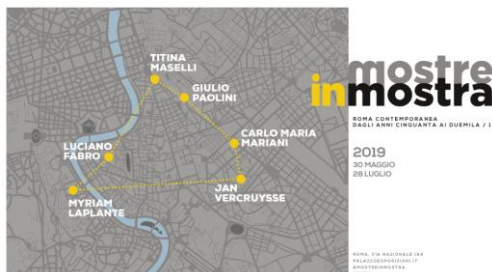 TITINA
MASELLI
GIULIO
PAOLINI
CARLO MARIA
MARIANI
LUCIANO
FABRO
JAN
VERCRUYSSE
MYRIAM
LAPLANTE
mostre
inmostra
ROMA CONTEMPORANEA
DAGLI ANNI CINQUANTA AI DUEMILA / 1
2019
30 MAGGIO
28 LUGLIO
ROMA, VIA NAZIONALE 194
PALAZZOESPOSIZIONI.IT
#MOSTREINMOSTRA